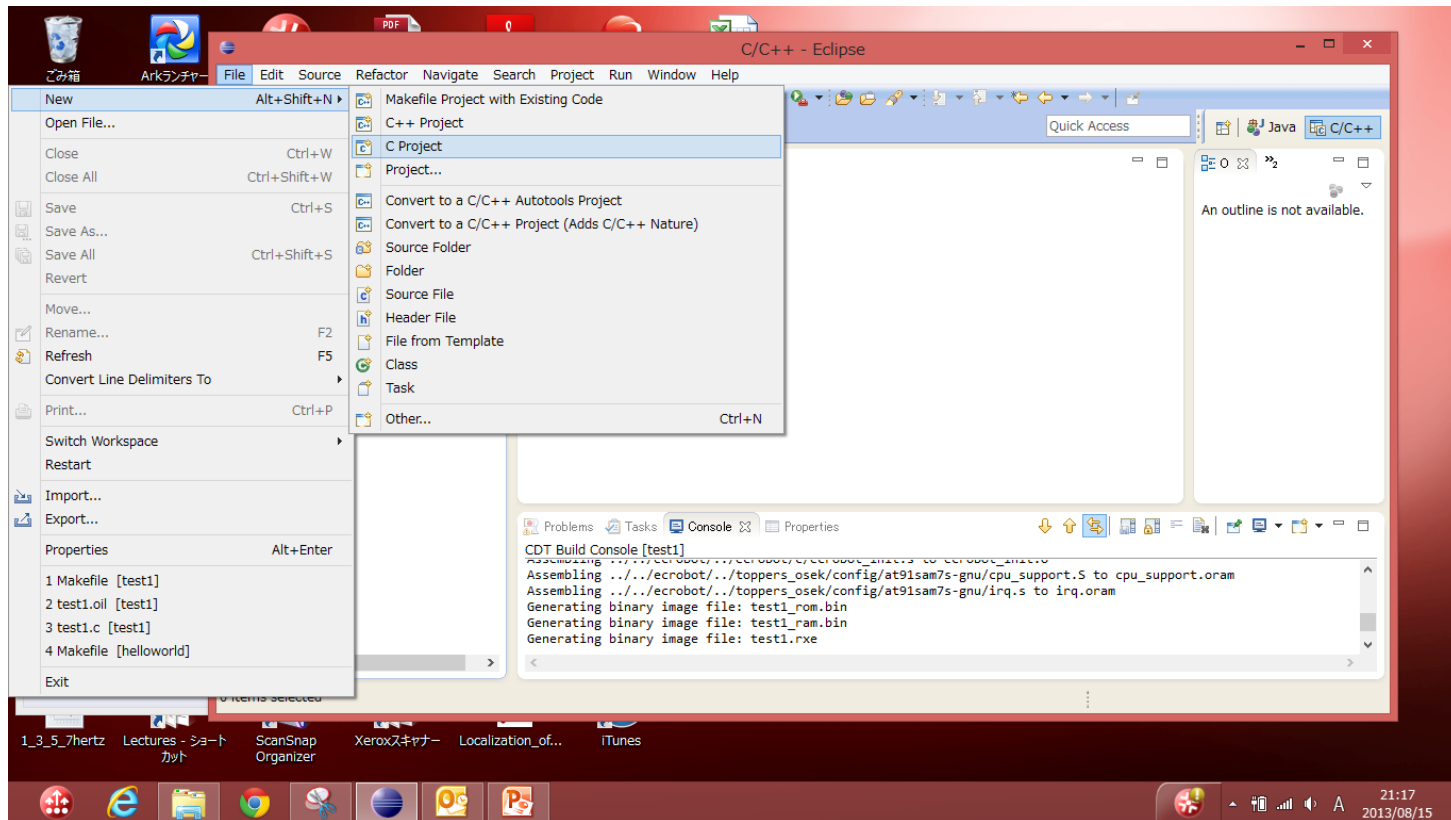 PDF
C/C++ - Eclipse
ごみ箱
Arkランチャー
File Edit Source Refactor Navigate Search Project Run Window Help
New Alt+Shift+N
Open File...
Close Ctrl+W
Close All Ctrl+Shift+W
Save Ctrl+S
Save As...
Save All Ctrl+Shift+S
Revert
Move...
Rename... F2
Refresh F5
Convert Line Delimiters To
Print... Ctrl+P
Switch Workspace
Restart
Import...
Export...
Properties Alt+Enter
1 Makefile [test1]
2 test1.oil [test1]
3 test1.c [test1]
4 Makefile [helloworld]
Exit
Makefile Project with Existing Code
C++ Project
C Project
Project...
Convert to a C/C++ Autotools Project
Convert to a C/C++ Project (Adds C/C++ Nature)
Source Folder
Folder
Source File
Header File
File from Template
Class
Task
Other... Ctrl+N
Quick Access
Java
C/C++
O
2
An outline is not available.
Problems Tasks Console Properties
CDT Build Console [test1]
Assembling ../../ecrobot/../ecrobot/c/ecrobot_init.s to ecrobot_init.o
Assembling ../../ecrobot/../toppers_osek/config/at91sam7s-gnu/cpu_support.S to cpu_support.oram
Assembling ../../ecrobot/../toppers_osek/config/at91sam7s-gnu/irq.s to irq.oram
Generating binary image file: test1_rom.bin
Generating binary image file: test1_ram.bin
Generating binary image file: test1.rxe
0 items selected
1_3_5_7hertz
Lectures - ショートカット
ScanSnap Organizer
Xeroxスキャナー
Localization_of...
iTunes
A
21:17
2013/08/15